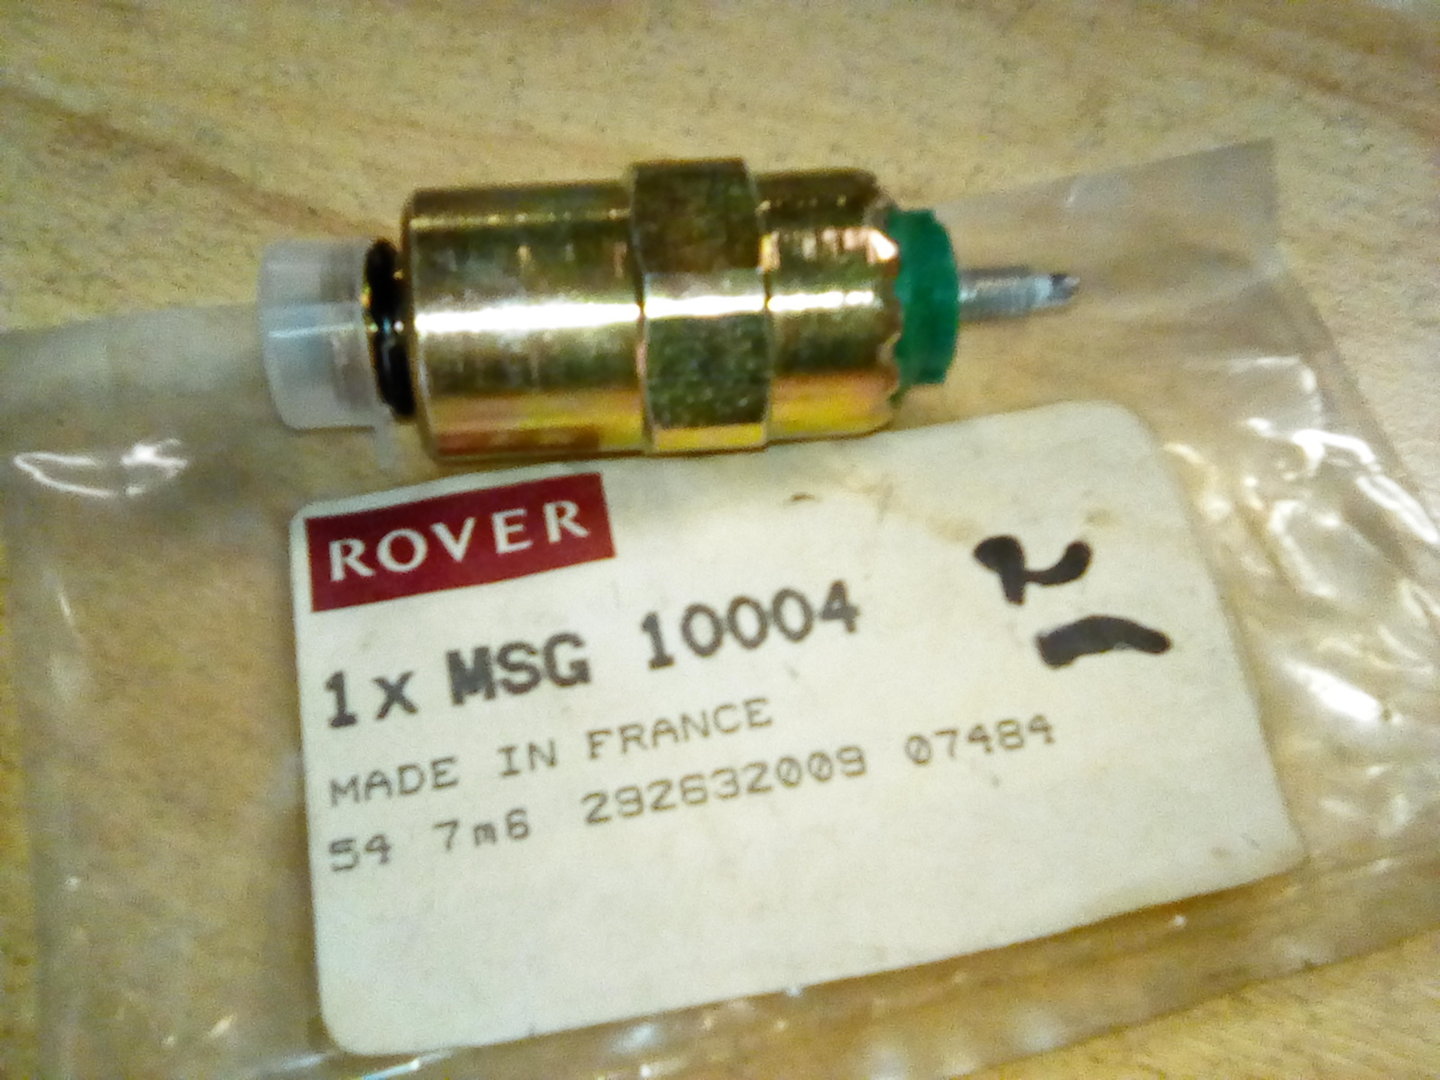 ROVER
1x MSG 10004
MADE IN FRANCE
54 7m6 292632009 07484